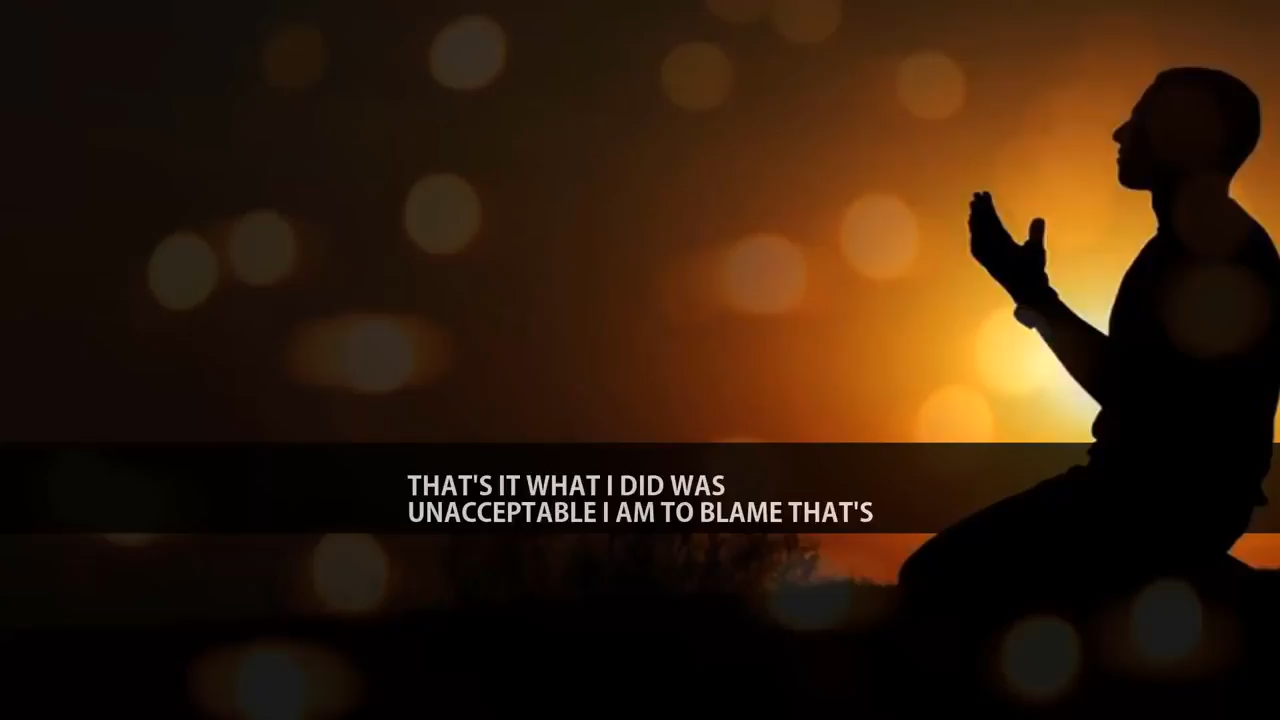 THAT'S IT WHAT I DID WAS
UNACCEPTABLE I AM TO BLAME THAT'S